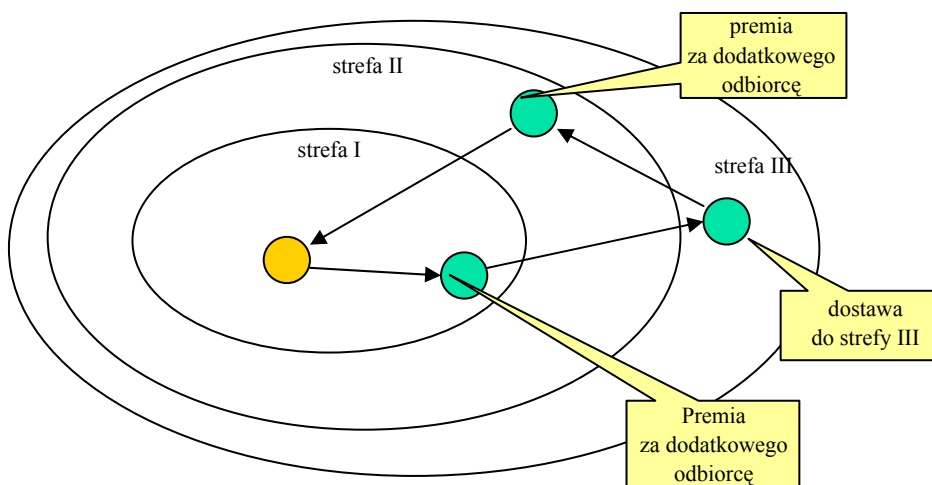 premia
za dodatkowego
odbiorcę
strefa II
strefa I
strefa III
dostawa
do strefy III
Premia
za dodatkowego
odbiorcę